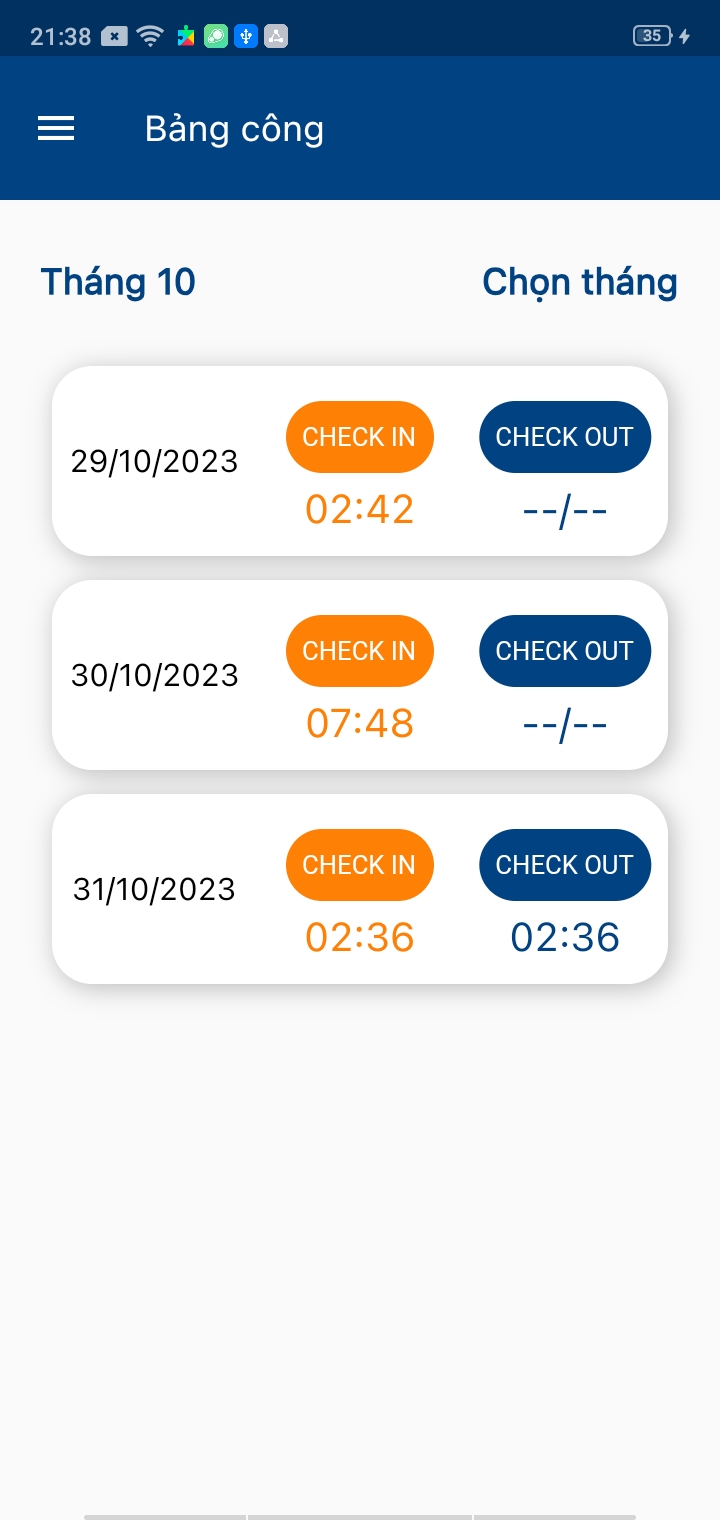 21:38
35
Bảng công
Tháng 10
Chọn tháng
29/10/2023
CHECK IN
02:42
CHECK OUT
--/--
30/10/2023
CHECK IN
07:48
CHECK OUT
--/--
31/10/2023
CHECK IN
02:36
CHECK OUT
02:36